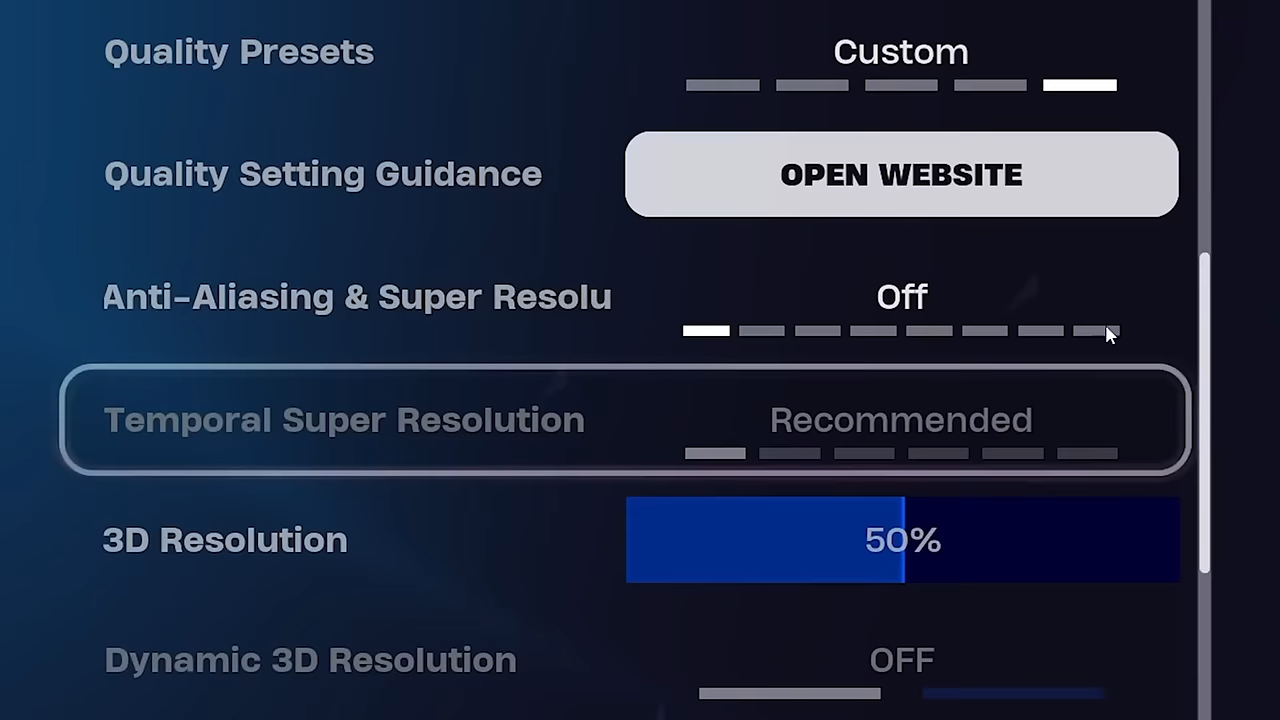 Quality Presets
Custom
Quality Setting Guidance
OPEN WEBSITE
Anti-Aliasing & Super Resolu
Off
Temporal Super Resolution
Recommended
3D Resolution
50%
Dynamic 3D Resolution
OFF